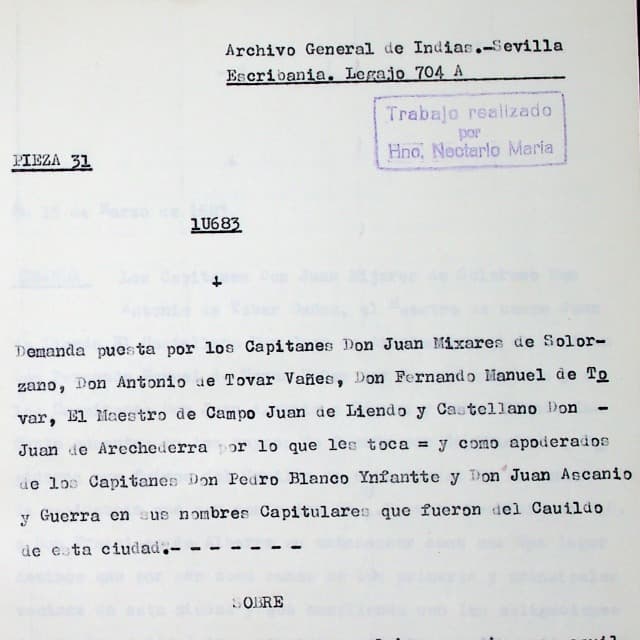 Archivo General de Indias.-Sevilla
Escribania. Legajo 704 A
Trabajo realizado
por
Hno, Nectario Maria
PIEZA 31
1U683
+
Demanda puesta por los Capitanes Don Juan Mixares de Solor-
zano, Don Antonio de Tovar Vañes, Don Fernando Manuel de To
var, El Maestro de Campo Juan de Liendo y Castellano Don -
Juan de Arechederra por lo que les toca = y como apoderados
de los Capitanes Don Pedro Blanco Ynfantte y Don Juan Ascanio
y Guerra en sus nombres Capitulares que fueron del Cauildo
de esta ciudad.- - - - - - -
SOBRE